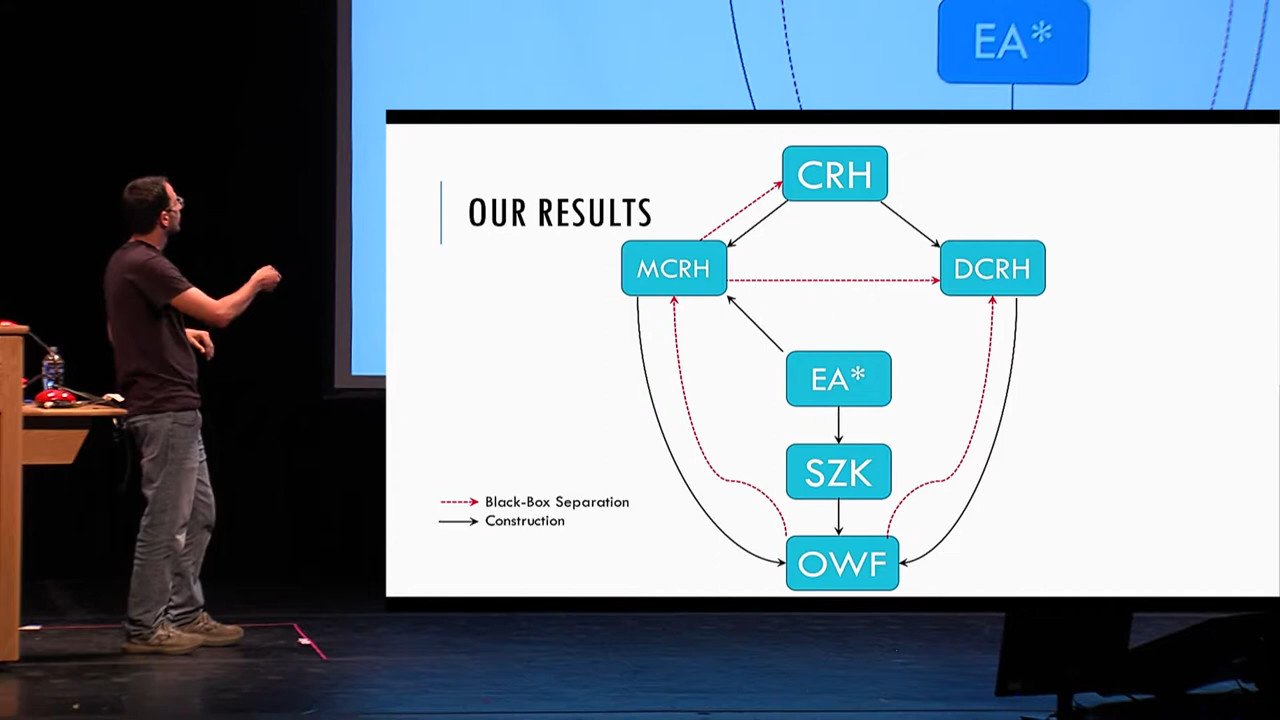 EA*
CRH
OUR RESULTS
MCRH
DCRH
EA*
SZK
Black-Box Separation
Construction
OWF